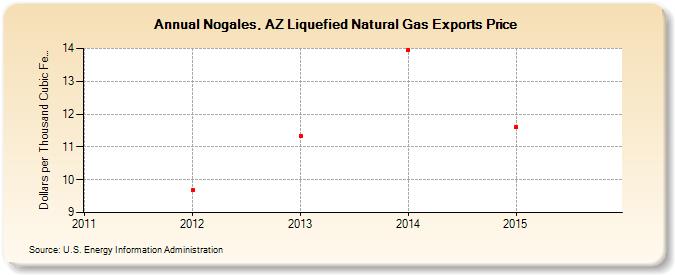 Annual Nogales, AZ Liquefied Natural Gas Exports Price
Dollars per Thousand Cubic Fe...
14
13
12
11
10
9
2011 2012 2013 2014 2015
Source: U.S. Energy Information Administration